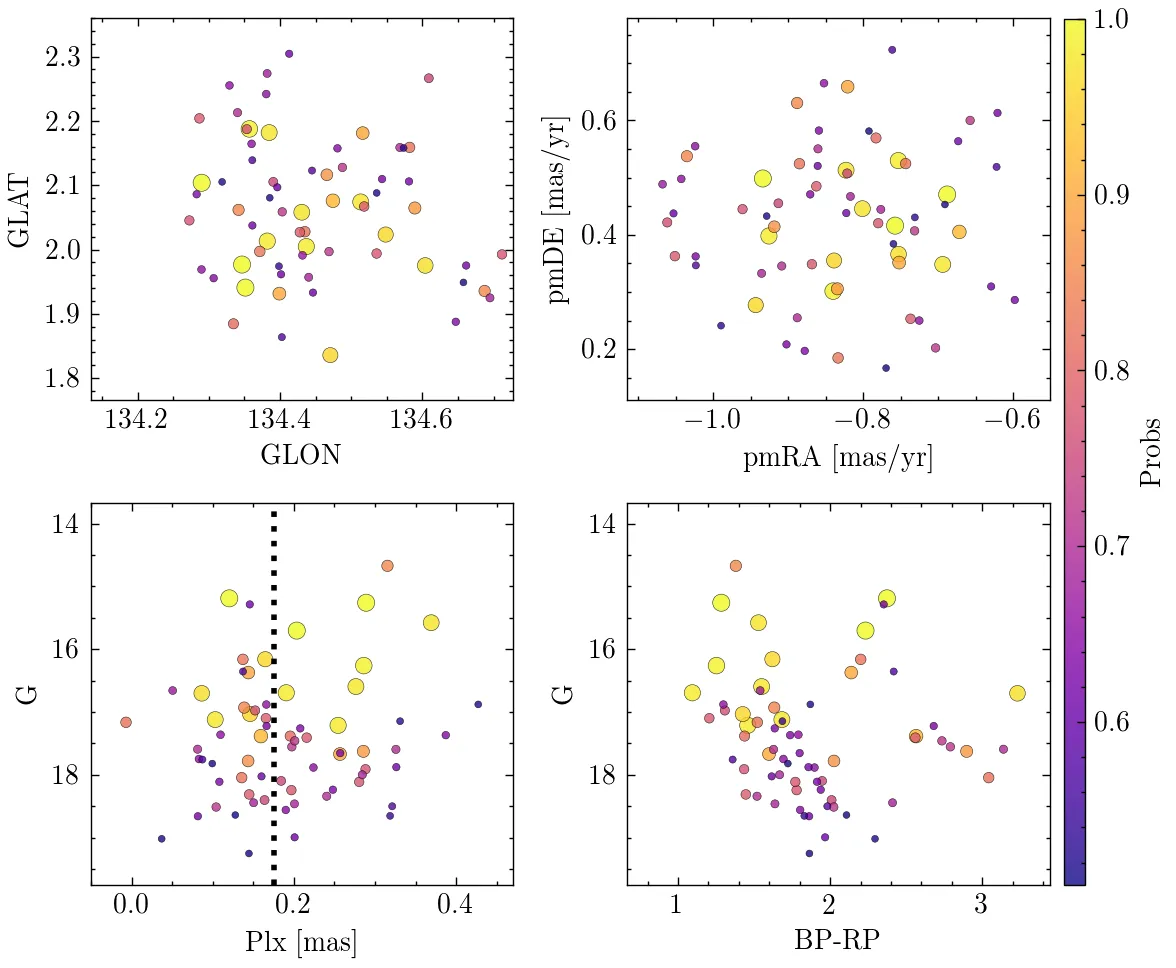 2.3
2.2
2.1
2.0
1.9
1.8
GLAT
134.2 134.4 134.6
GLON
0.6
0.4
0.2
pmDE [mas/yr]
−1.0 −0.8 −0.6
pmRA [mas/yr]
14
16
18
G
0.0 0.2 0.4
Plx [mas]
14
16
18
G
1 2 3
BP-RP
1.0
0.9
0.8
0.7
0.6
Probs